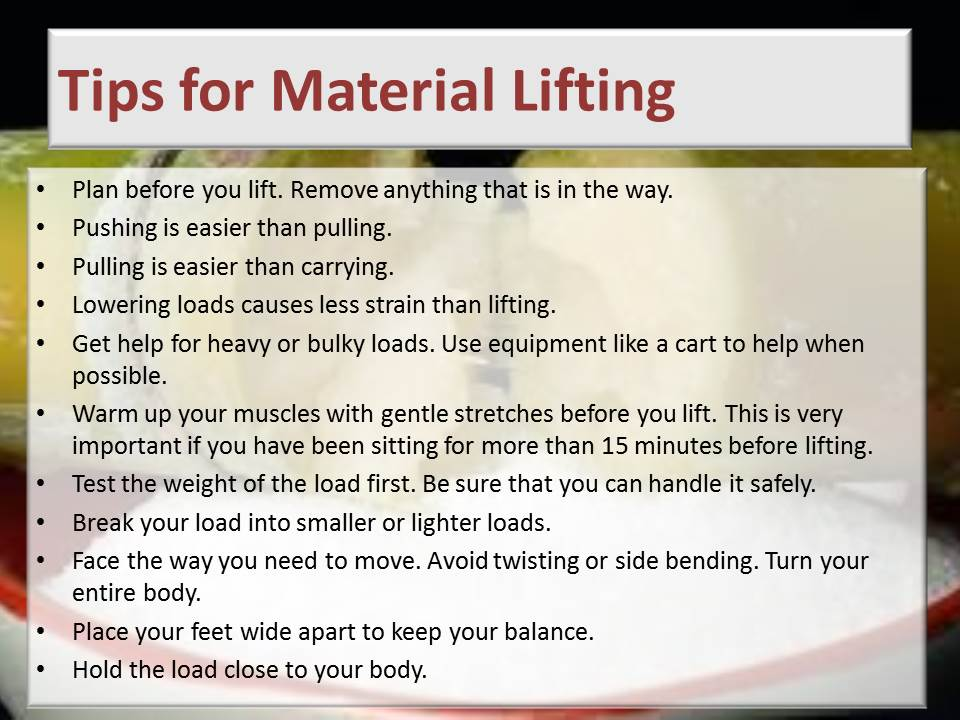 Tips for Material Lifting
• Plan before you lift. Remove anything that is in the way.
• Pushing is easier than pulling.
• Pulling is easier than carrying.
• Lowering loads causes less strain than lifting.
• Get help for heavy or bulky loads. Use equipment like a cart to help when
possible.
• Warm up your muscles with gentle stretches before you lift. This is very
important if you have been sitting for more than 15 minutes before lifting.
• Test the weight of the load first. Be sure that you can handle it safely.
• Break your load into smaller or lighter loads.
• Face the way you need to move. Avoid twisting or side bending. Turn your
entire body.
• Place your feet wide apart to keep your balance.
• Hold the load close to your body.